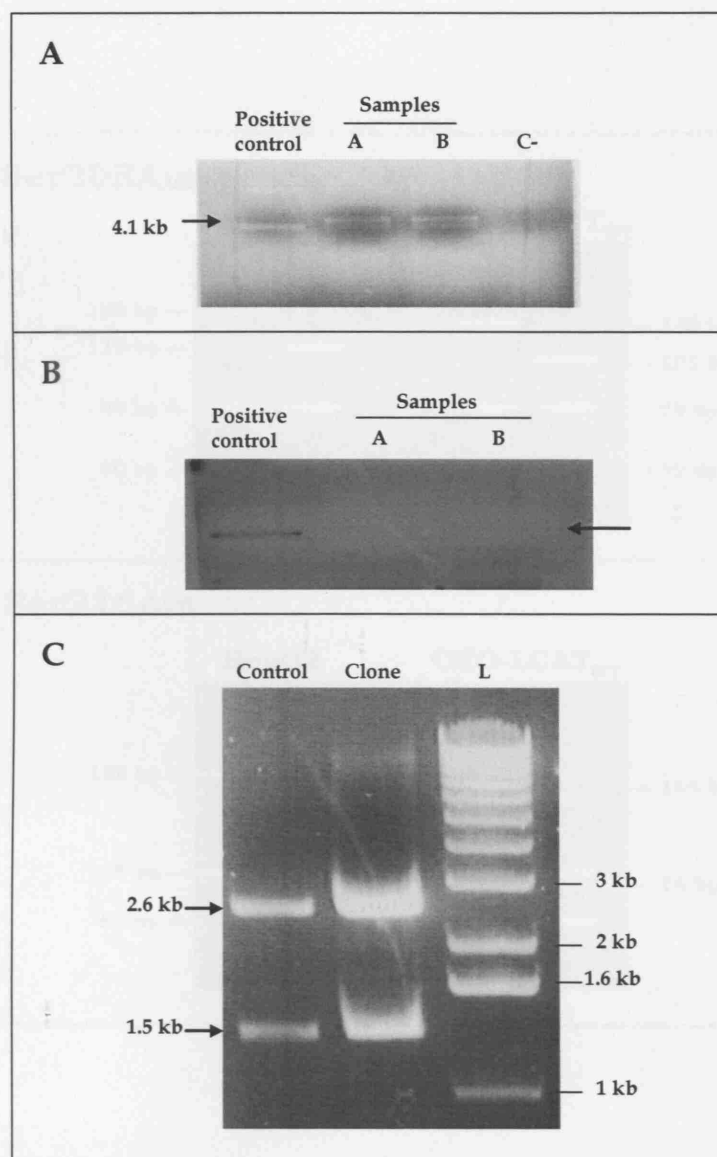 A
Samples
Positive
control
A B C-
4.1 kb
B
Samples
Positive
control
A B
C
Control Clone L
3 kb
2.6 kb
2 kb
1.6 kb
1.5 kb
1 kb